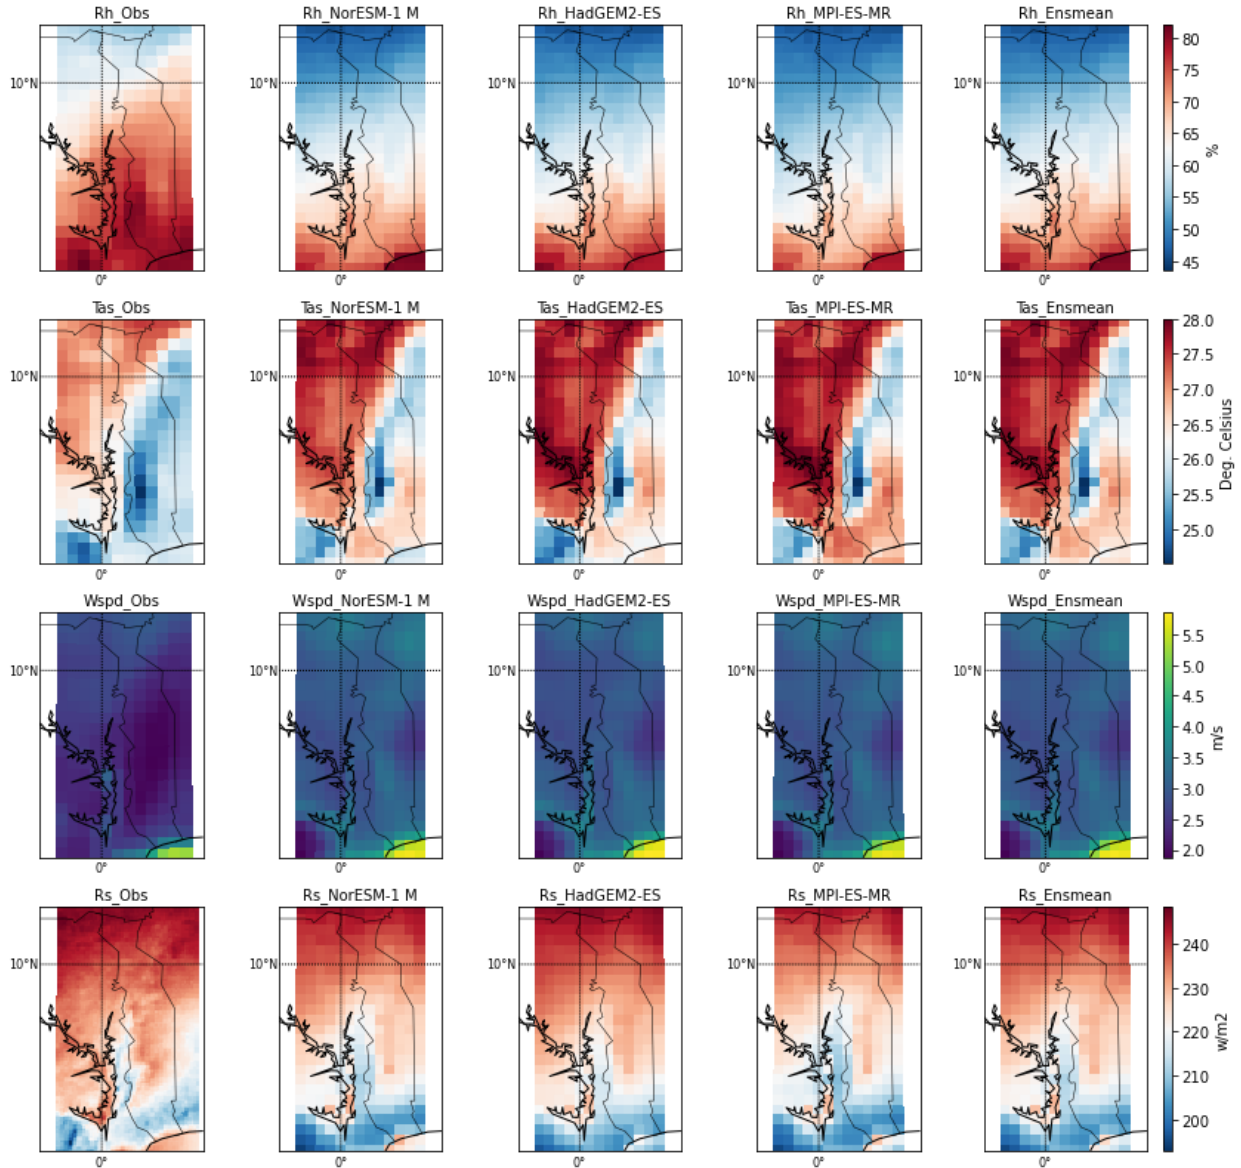 Rh_Obs Rh_NorESM-1 M Rh_HadGEM2-ES Rh_MPI-ES-MR Rh_Ensmean
10°N 10°N 10°N 10°N 10°N
0° 0° 0° 0° 0°
80
75
70
65
60
55
50
45
%
Tas_Obs Tas_NorESM-1 M Tas_HadGEM2-ES Tas_MPI-ES-MR Tas_Ensmean
10°N 10°N 10°N 10°N 10°N
0° 0° 0° 0° 0°
28.0
27.5
27.0
26.5
26.0
25.5
25.0
Deg. Celsius
Wspd_Obs Wspd_NorESM-1 M Wspd_HadGEM2-ES Wspd_MPI-ES-MR Wspd_Ensmean
10°N 10°N 10°N 10°N 10°N
0° 0° 0° 0° 0°
5.5
5.0
4.5
4.0
3.5
3.0
2.5
2.0
m/s
Rs_Obs Rs_NorESM-1 M Rs_HadGEM2-ES Rs_MPI-ES-MR Rs_Ensmean
10°N 10°N 10°N 10°N 10°N
0° 0° 0° 0° 0°
240
230
220
210
200
w/m2